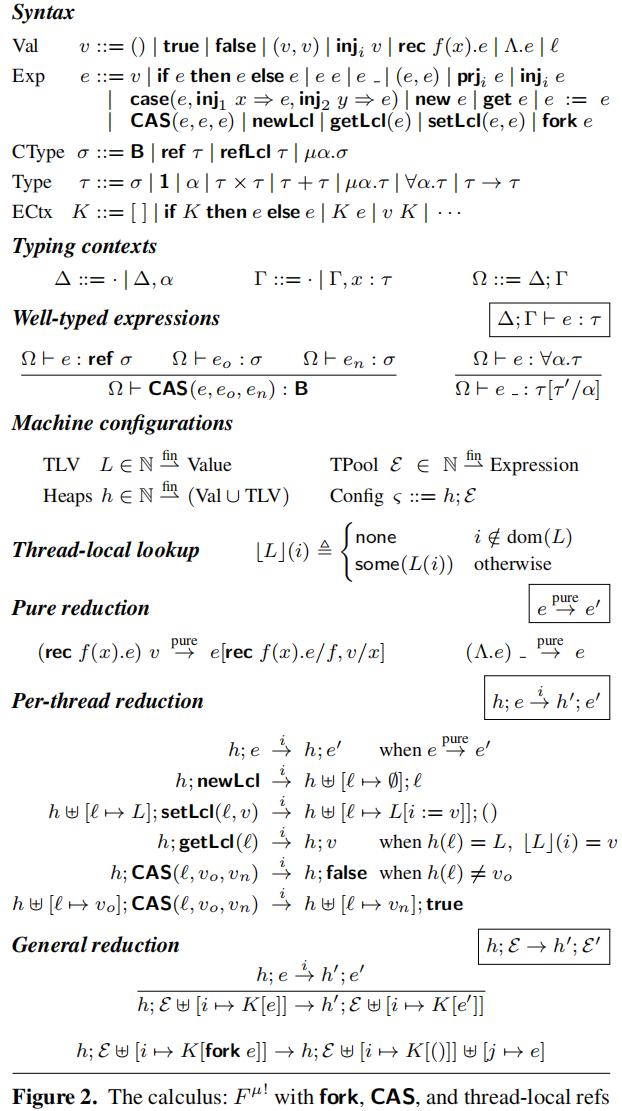 Syntax
Val v ::= () | true | false | (v, v) | inj_i v | rec f(x).e | Λ.e | ℓ
Exp e ::= v | if e then e else e | e e | e _ | (e, e) | prj_i e | inj_i e
| case(e, inj_1 x ⇒ e, inj_2 y ⇒ e) | new e | get e | e := e
| CAS(e, e, e) | newLcl | getLcl(e) | setLcl(e, e) | fork e
CType σ ::= B | ref τ | refLcl τ | μα.σ
Type τ ::= σ | 1 | α | τ × τ | τ + τ | μα.τ | ∀α.τ | τ → τ
ECtx K ::= [ ] | if K then e else e | K e | v K | ⋯
Typing contexts
Δ ::= · | Δ, α Γ ::= · | Γ, x : τ Ω ::= Δ; Γ
Well-typed expressions Δ; Γ ⊢ e : τ
Ω ⊢ e : ref σ Ω ⊢ e_o : σ Ω ⊢ e_n : σ Ω ⊢ e : ∀α.τ
Ω ⊢ CAS(e, e_o, e_n) : B Ω ⊢ e _ : τ[τ′/α]
Machine configurations
TLV L ∈ ℕ fin⇀ Value TPool ℰ ∈ ℕ fin⇀ Expression
Heaps h ∈ ℕ fin⇀ (Val ∪ TLV) Config ς ::= h; ℰ
Thread-local lookup ⌊L⌋(i) ≜ { none i ∉ dom(L)
some(L(i)) otherwise
Pure reduction e pure→ e′
(rec f(x).e) v pure→ e[rec f(x).e/f, v/x] (Λ.e) _ pure→ e
Per-thread reduction h; e i→ h′; e′
h; e i→ h; e′ when e pure→ e′
h; newLcl i→ h ⊎ [ℓ ↦ ∅]; ℓ
h ⊎ [ℓ ↦ L]; setLcl(ℓ, v) i→ h ⊎ [ℓ ↦ L[i := v]]; ()
h; getLcl(ℓ) i→ h; v when h(ℓ) = L, ⌊L⌋(i) = v
h; CAS(ℓ, v_o, v_n) i→ h; false when h(ℓ) ≠ v_o
h ⊎ [ℓ ↦ v_o]; CAS(ℓ, v_o, v_n) i→ h ⊎ [ℓ ↦ v_n]; true
General reduction h; ℰ → h′; ℰ′
h; e i→ h′; e′
h; ℰ ⊎ [i ↦ K[e]] → h′; ℰ ⊎ [i ↦ K[e′]]
h; ℰ ⊎ [i ↦ K[fork e]] → h; ℰ ⊎ [i ↦ K[()]] ⊎ [j ↦ e]
Figure 2. The calculus: F^μ! with fork, CAS, and thread-local refs